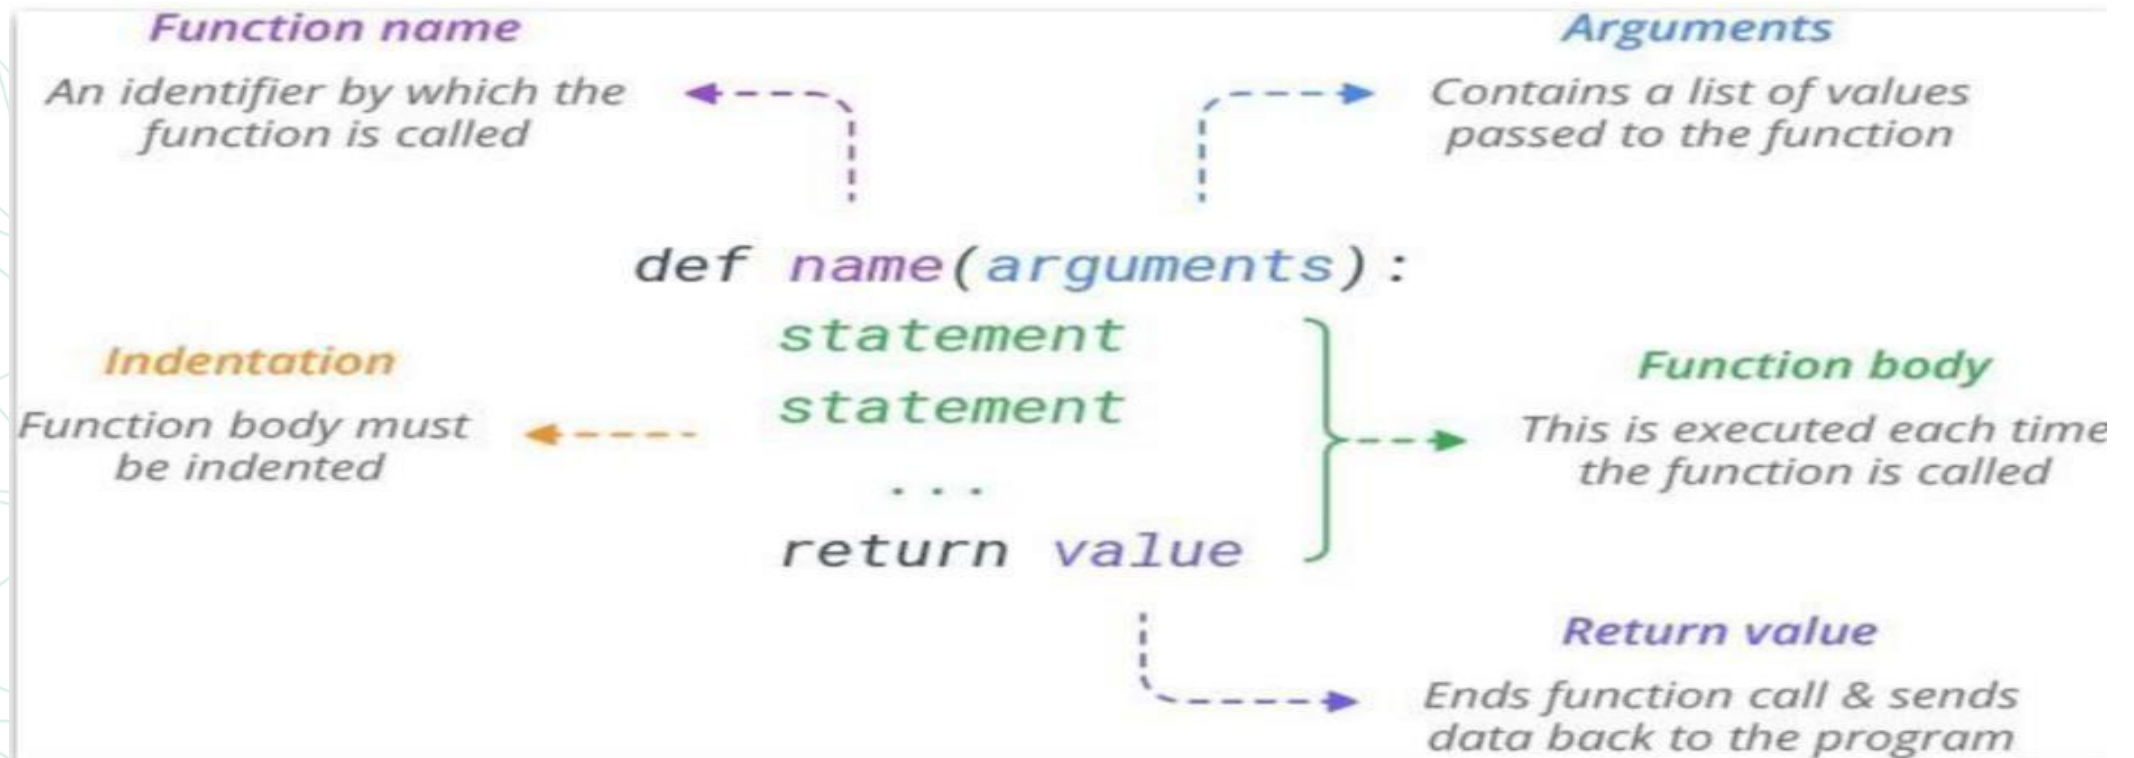 Function name
An identifier by which the
function is called
Arguments
Contains a list of values
passed to the function
def name(arguments):
statement
statement
...
return value
Indentation
Function body must
be indented
Function body
This is executed each time
the function is called
Return value
Ends function call & sends
data back to the program